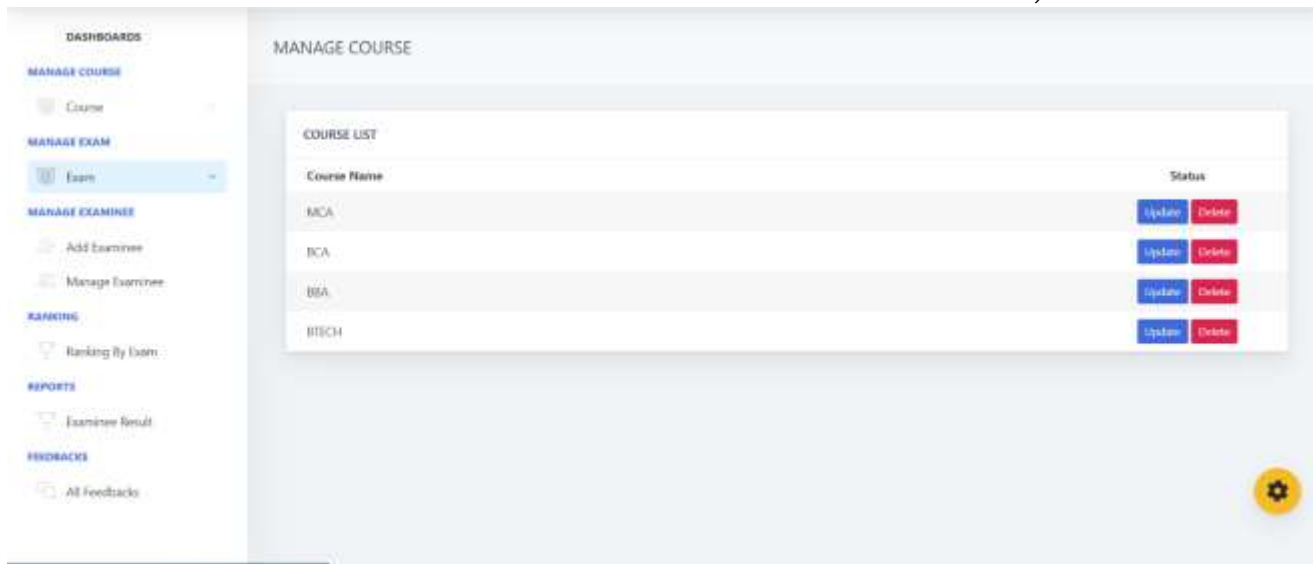 DASHBOARDS
MANAGE COURSE
Course
MANAGE EXAM
Exam
MANAGE EXAMINEE
Add Examinee
Manage Examinee
RANKING
Ranking By Exam
REPORTS
Examinee Result
FEEDBACKS
All Feedbacks
MANAGE COURSE
COURSE LIST
Course Name Status
MCA Update Delete
BCA Update Delete
BBA Update Delete
BTECH Update Delete